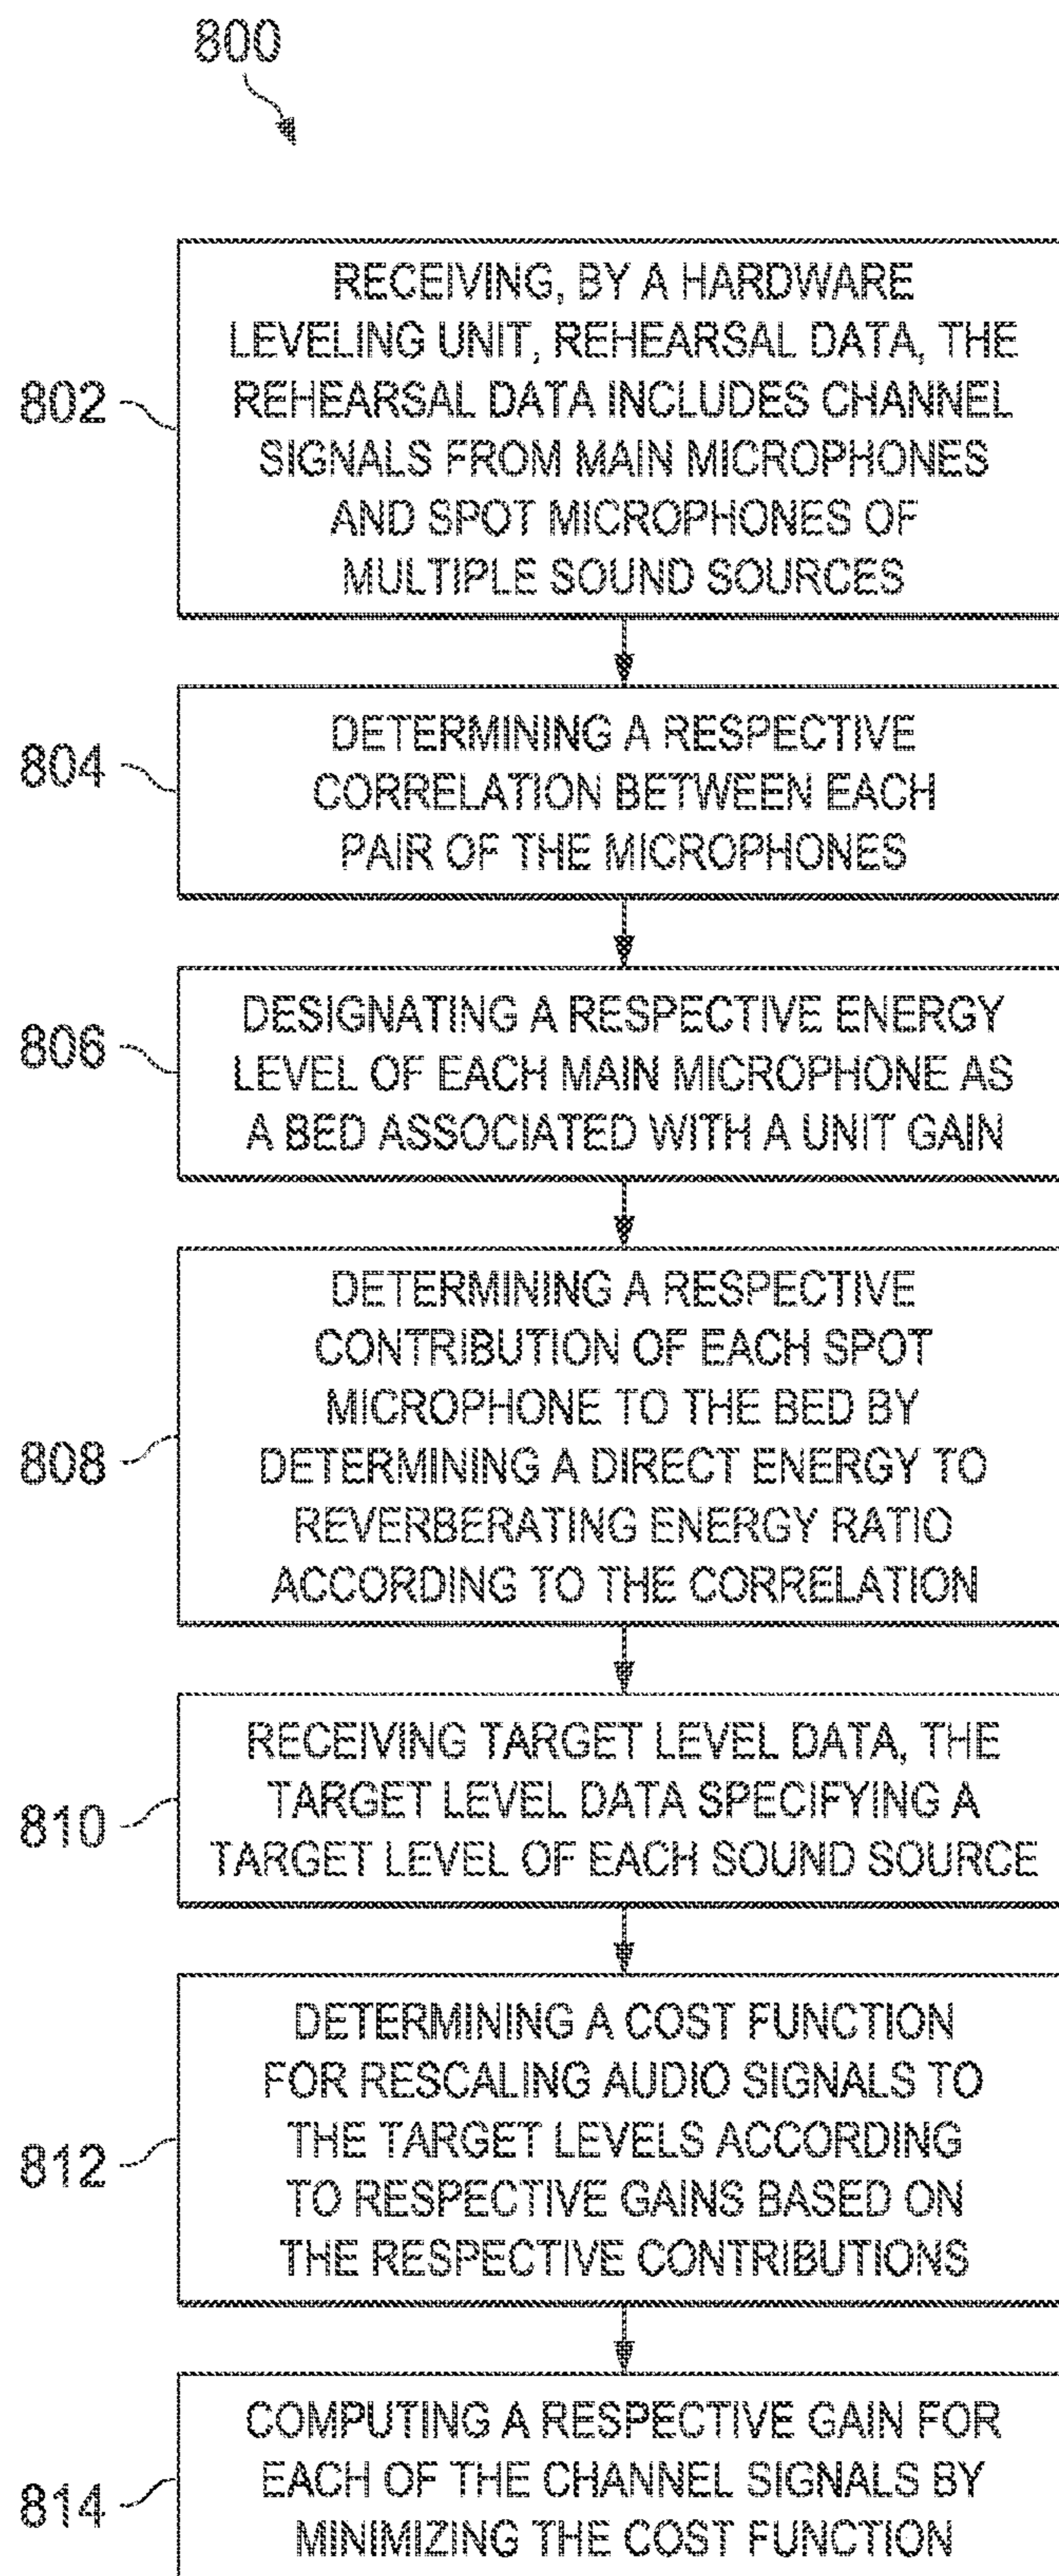 800
802
RECEIVING, BY A HARDWARE
LEVELING UNIT, REHEARSAL DATA, THE
REHEARSAL DATA INCLUDES CHANNEL
SIGNALS FROM MAIN MICROPHONES
AND SPOT MICROPHONES OF
MULTIPLE SOUND SOURCES
804
DETERMINING A RESPECTIVE
CORRELATION BETWEEN EACH
PAIR OF THE MICROPHONES
806
DESIGNATING A RESPECTIVE ENERGY
LEVEL OF EACH MAIN MICROPHONE AS
A BED ASSOCIATED WITH A UNIT GAIN
808
DETERMINING A RESPECTIVE
CONTRIBUTION OF EACH SPOT
MICROPHONE TO THE BED BY
DETERMINING A DIRECT ENERGY TO
REVERBERATING ENERGY RATIO
ACCORDING TO THE CORRELATION
810
RECEIVING TARGET LEVEL DATA, THE
TARGET LEVEL DATA SPECIFYING A
TARGET LEVEL OF EACH SOUND SOURCE
812
DETERMINING A COST FUNCTION
FOR RESCALING AUDIO SIGNALS TO
THE TARGET LEVELS ACCORDING
TO RESPECTIVE GAINS BASED ON
THE RESPECTIVE CONTRIBUTIONS
814
COMPUTING A RESPECTIVE GAIN FOR
EACH OF THE CHANNEL SIGNALS BY
MINIMIZING THE COST FUNCTION